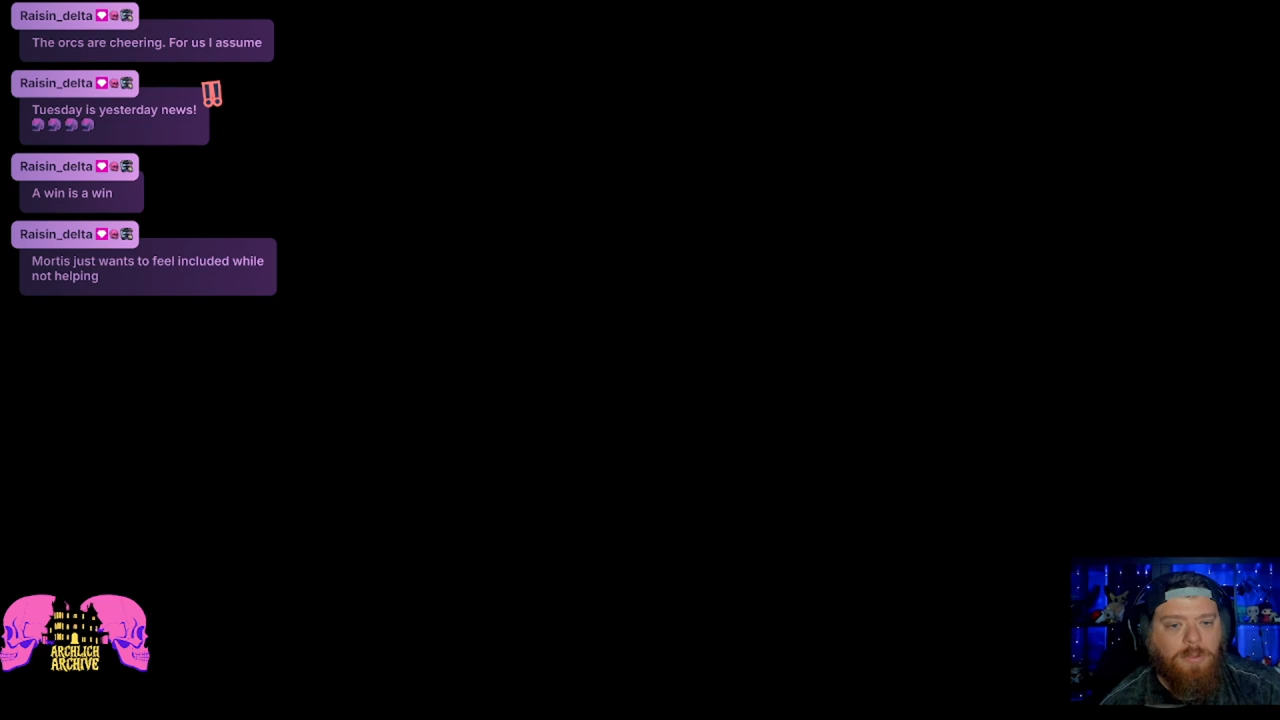 Raisin_delta
The orcs are cheering. For us I assume
Raisin_delta
Tuesday is yesterday news!
Raisin_delta
A win is a win
Raisin_delta
Mortis just wants to feel included while
not helping
ARCHLICH
ARCHIVE